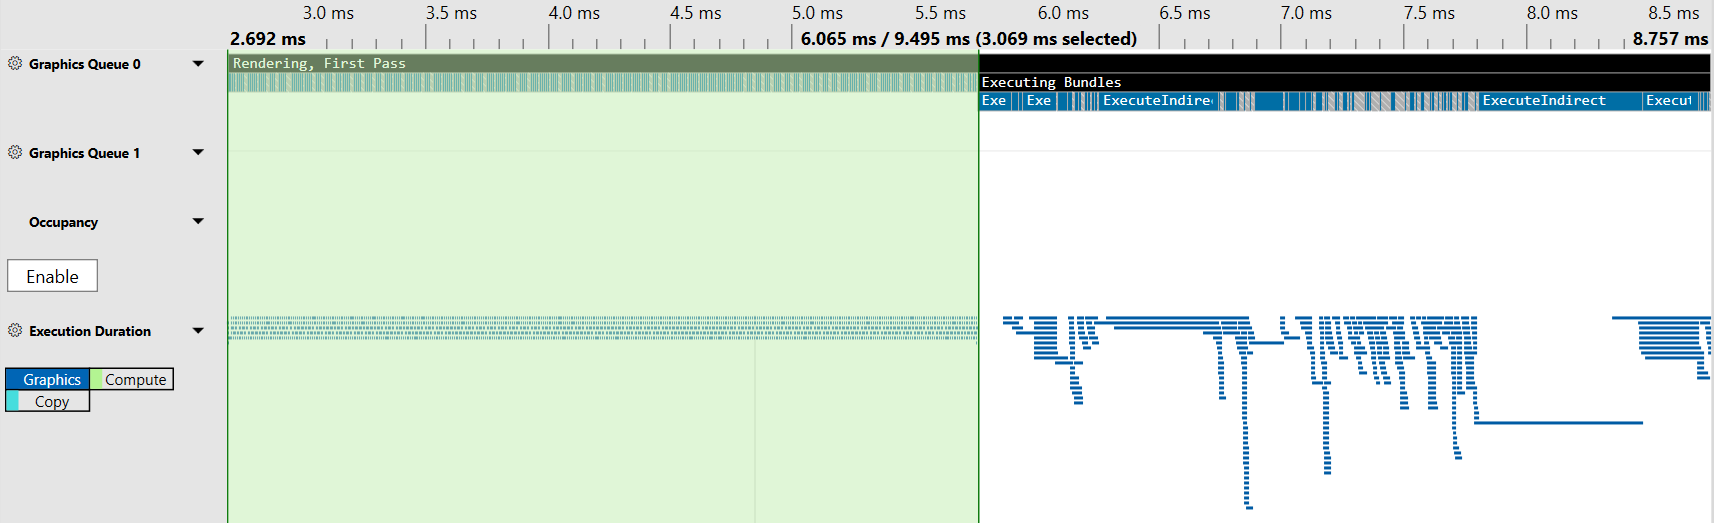 3.0 ms 3.5 ms 4.0 ms 4.5 ms 5.0 ms 5.5 ms 6.0 ms 6.5 ms 7.0 ms 7.5 ms 8.0 ms 8.5 ms
2.692 ms 6.065 ms / 9.495 ms (3.069 ms selected) 8.757 ms
Graphics Queue 0 Rendering, First Pass
Executing Bundles
Exe Exe ExecuteIndire ExecuteIndirect Execut
Graphics Queue 1
Occupancy
Enable
Execution Duration
Graphics Compute
Copy